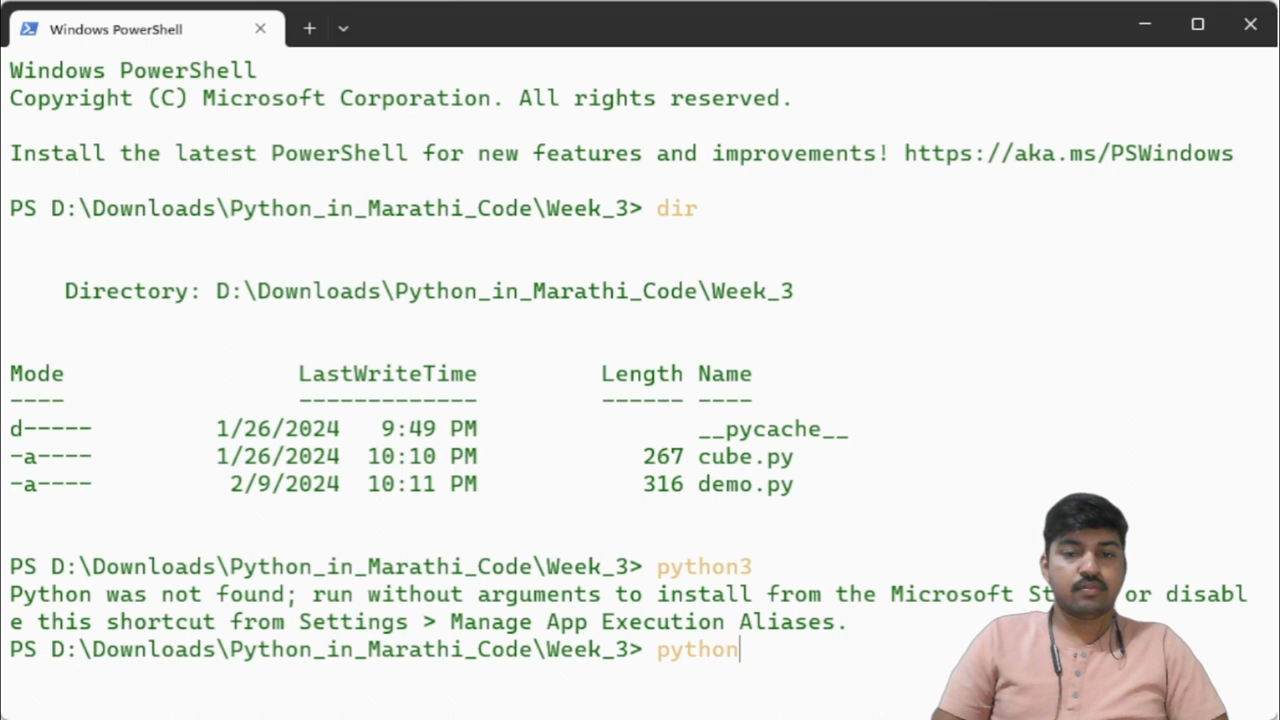 Windows PowerShell
Windows PowerShell
Copyright (C) Microsoft Corporation. All rights reserved.
Install the latest PowerShell for new features and improvements! https://aka.ms/PSWindows
PS D:\Downloads\Python_in_Marathi_Code\Week_3> dir
Directory: D:\Downloads\Python_in_Marathi_Code\Week_3
Mode LastWriteTime Length Name
---- ------------- ------ ----
d----- 1/26/2024 9:49 PM __pycache__
-a---- 1/26/2024 10:10 PM 267 cube.py
-a---- 2/9/2024 10:11 PM 316 demo.py
PS D:\Downloads\Python_in_Marathi_Code\Week_3> python3
Python was not found; run without arguments to install from the Microsoft or disabl
e this shortcut from Settings > Manage App Execution Aliases.
PS D:\Downloads\Python_in_Marathi_Code\Week_3> python